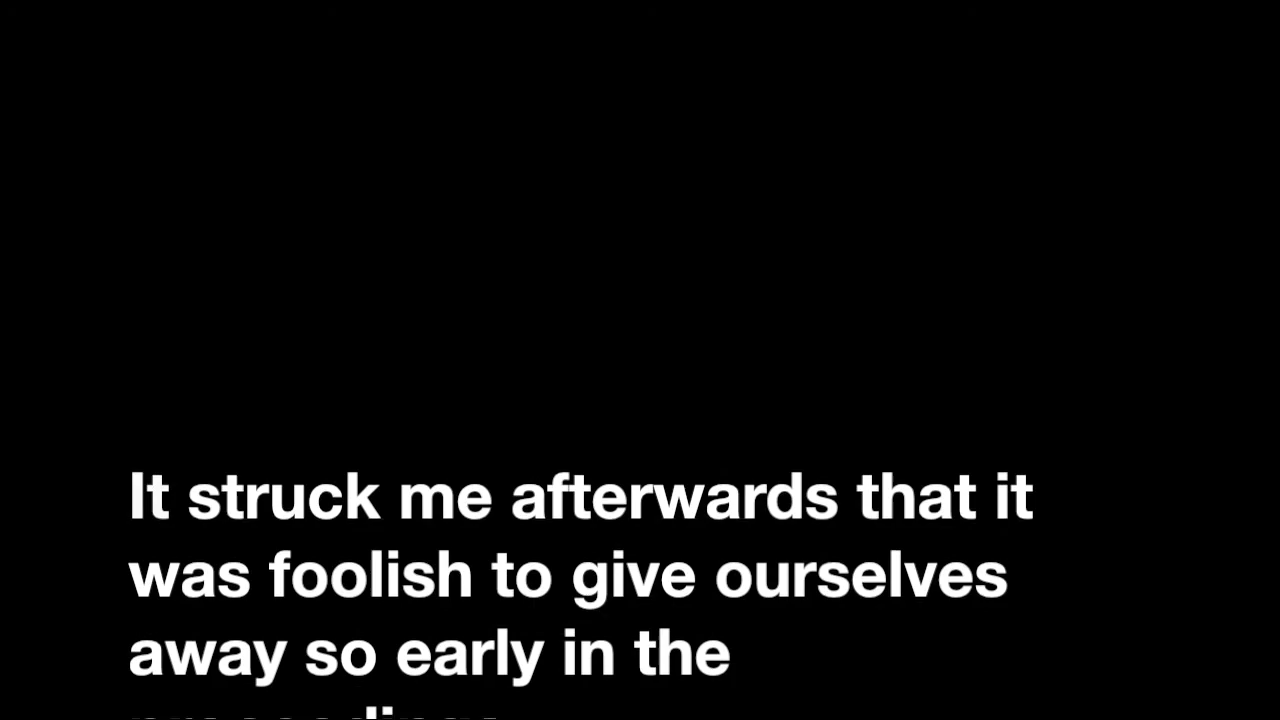 It struck me afterwards that it
was foolish to give ourselves
away so early in the